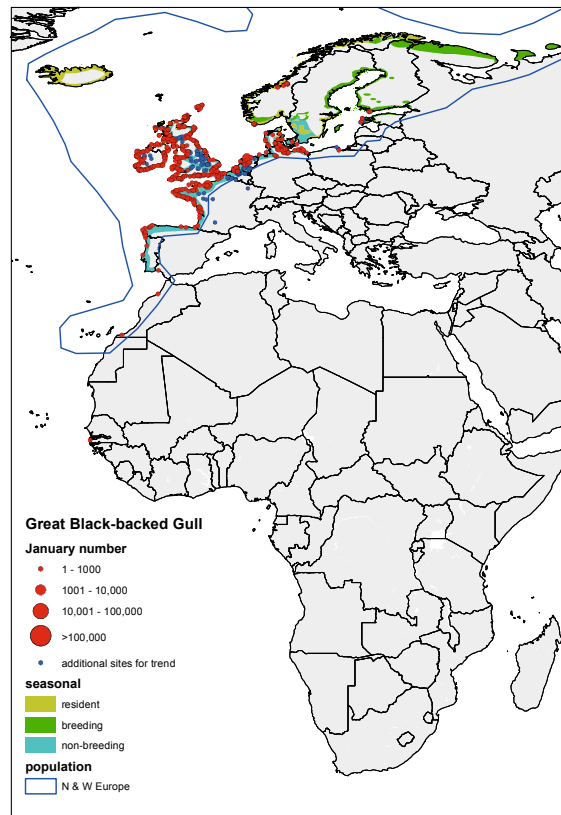 Great Black-backed Gull
January number
1 - 1000
1001 - 10,000
10,001 - 100,000
>100,000
additional sites for trend
seasonal
resident
breeding
non-breeding
population
N & W Europe